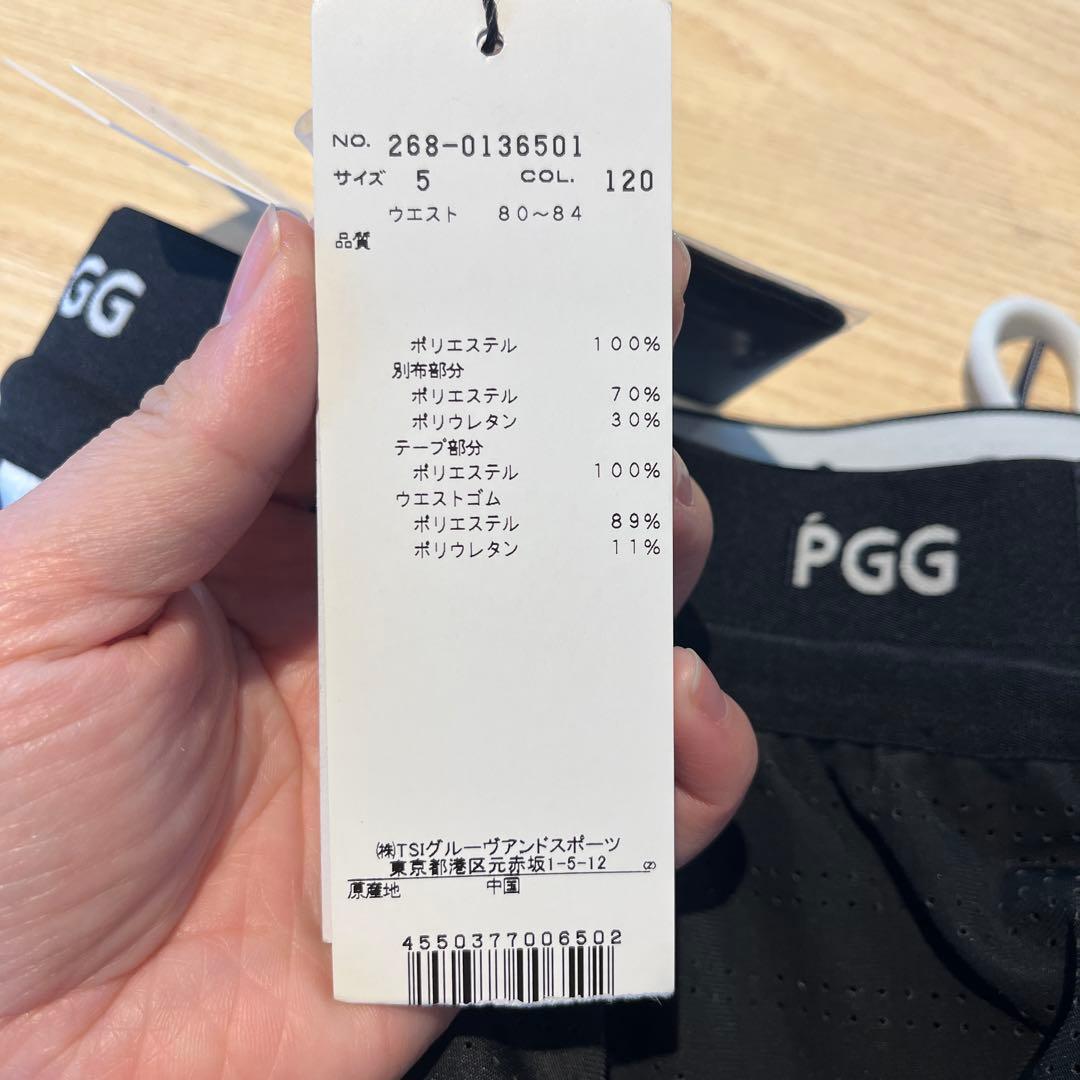 NO. 268-0136501
サイズ 5 COL. 120
ウエスト 80~84
品質
ポリエステル 100%
別布部分
ポリエステル 70%
ポリウレタン 30%
テープ部分
ポリエステル 100%
ウエストゴム
ポリエステル 89%
ポリウレタン 11%
㈱TSIグルーヴアンドスポーツ
東京都港区元赤坂1-5-12 (Z)
原産地 中国
4550377006502
GG
PGG